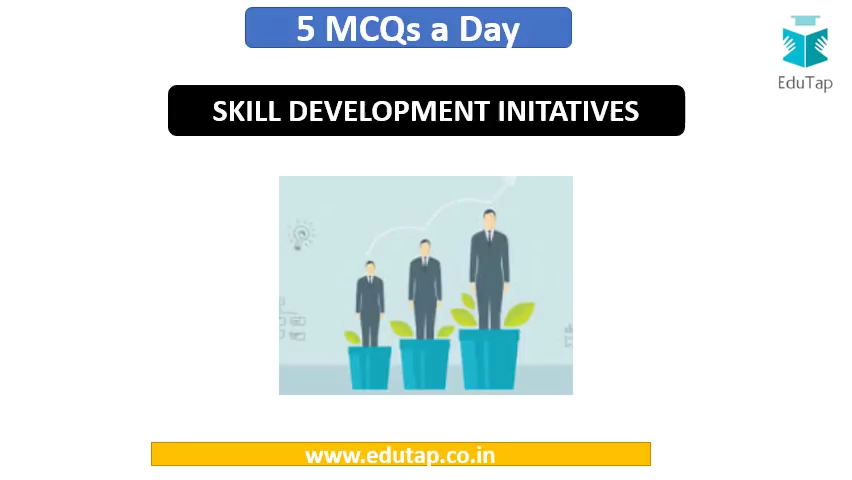 5 MCQs a Day
EduTap
SKILL DEVELOPMENT INITATIVES
www.edutap.co.in